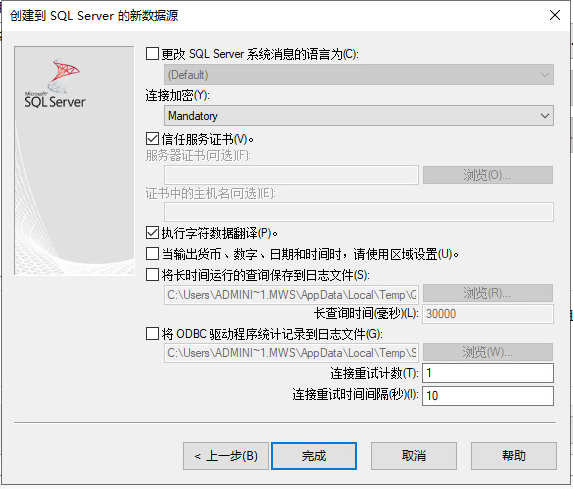 创建到 SQL Server 的新数据源
Microsoft
SQL Server
更改 SQL Server 系统消息的语言为(C):
(Default)
连接加密(Y):
Mandatory
信任服务证书(V)。
服务器证书(可选)(F):
浏览(O)...
证书中的主机名(可选)(E):
执行字符数据翻译(P)。
当输出货币、数字、日期和时间时，请使用区域设置(U)。
将长时间运行的查询保存到日志文件(S):
C:\Users\ADMINI~1.MWS\AppData\Local\Temp\Q
浏览(R)...
长查询时间(毫秒)(L):
30000
将 ODBC 驱动程序统计记录到日志文件(G):
C:\Users\ADMINI~1.MWS\AppData\Local\Temp\S
浏览(W)...
连接重试计数(T):
1
连接重试时间间隔(秒)(I):
10
< 上一步(B)
完成
取消
帮助